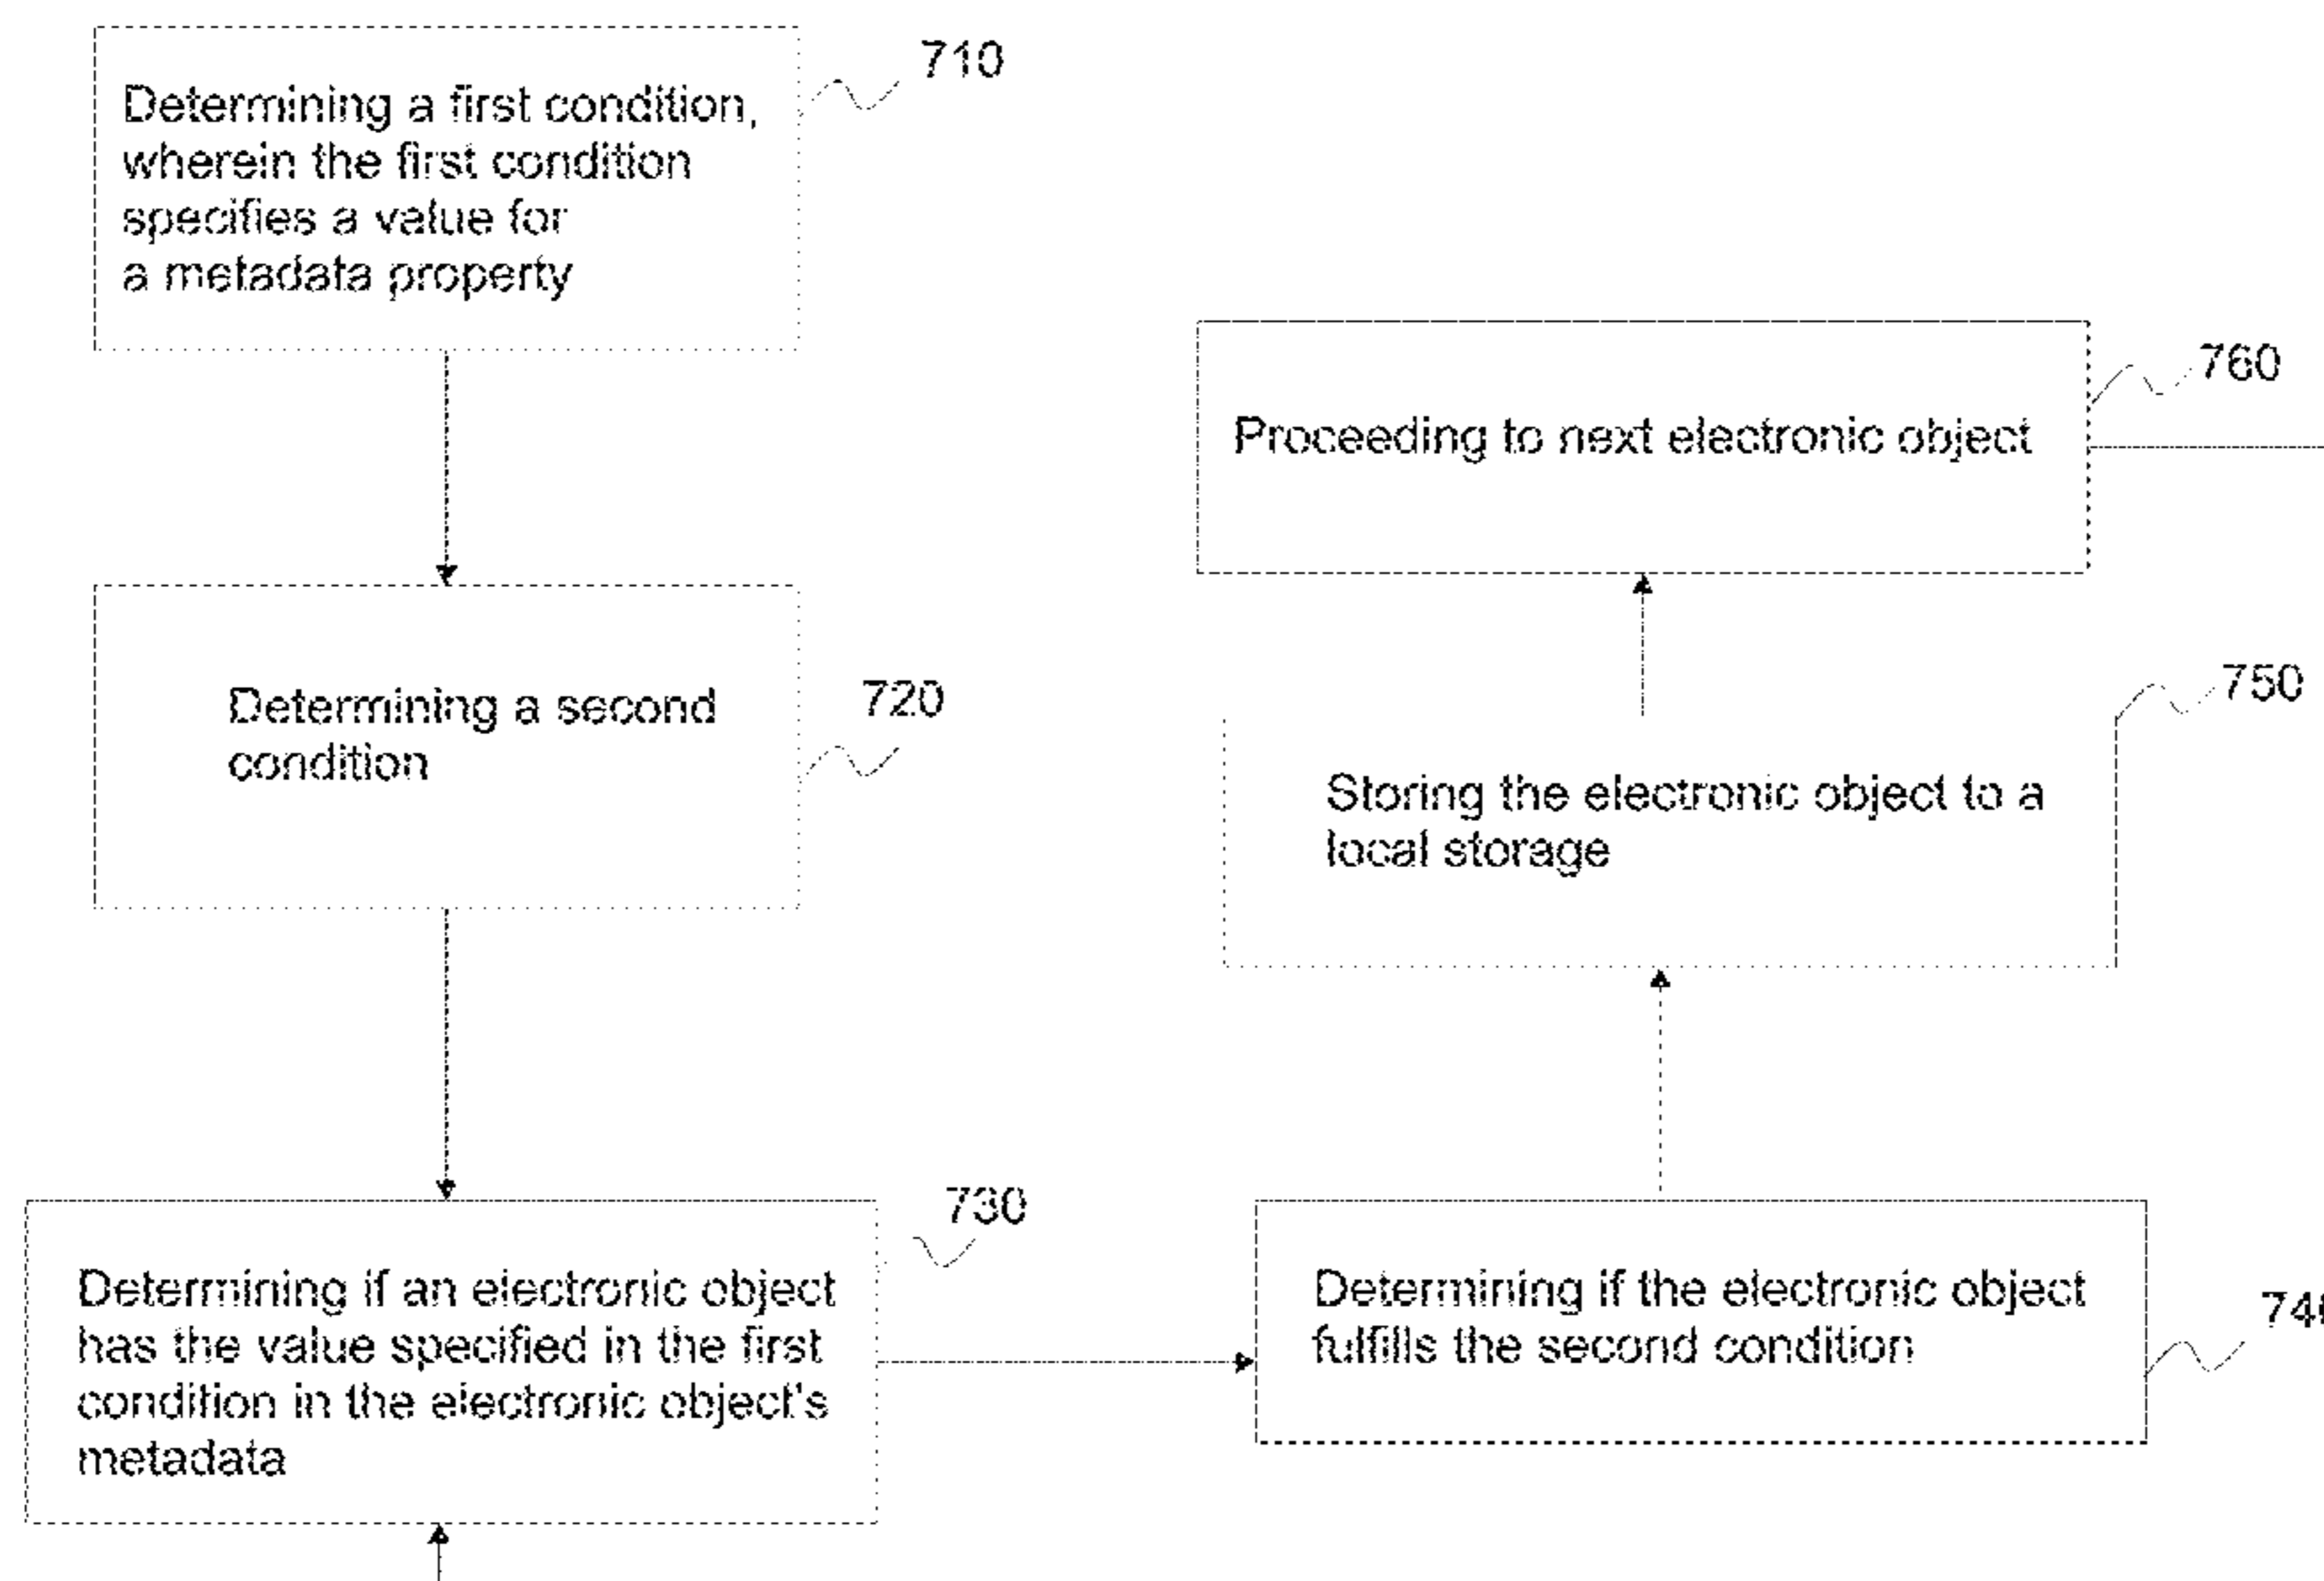 710
Determining a first condition,
wherein the first condition
specifies a value for
a metadata property
720
Determining a second
condition
730
Determining if an electronic object
has the value specified in the first
condition in the electronic object's
metadata
Determining if the electronic object
fulfills the second condition
750
Storing the electronic object to a
local storage
760
Proceeding to next electronic object